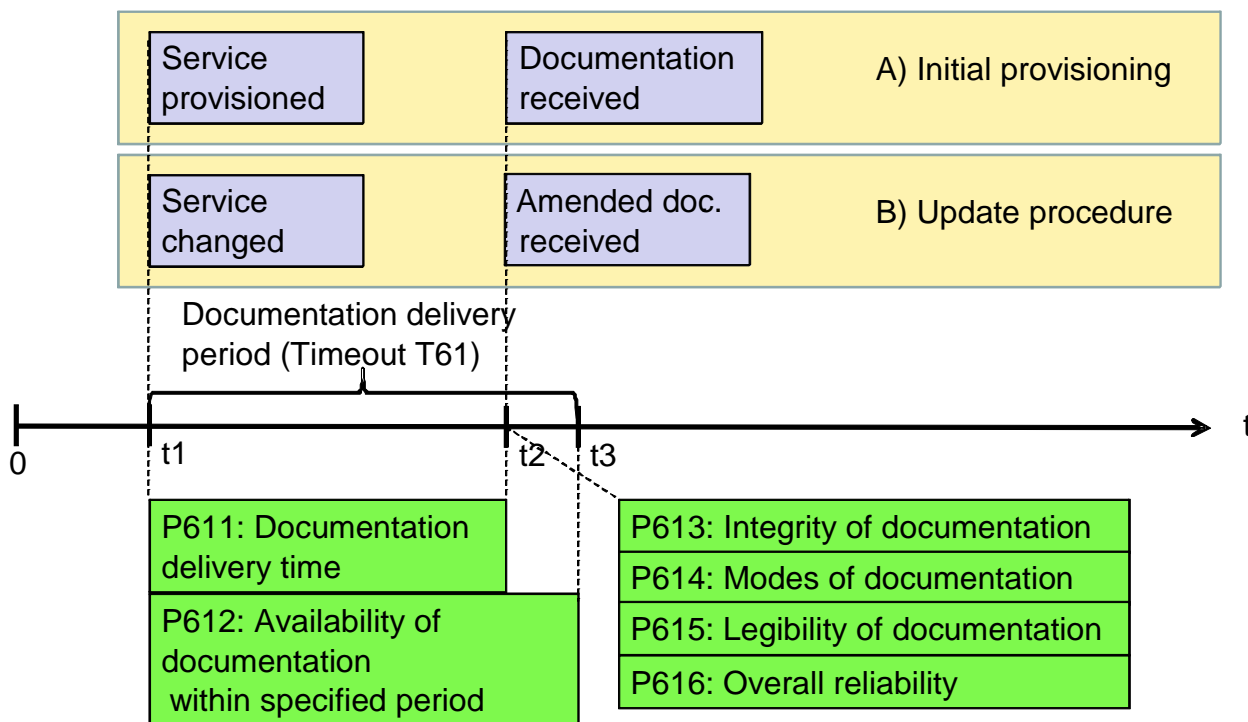 Service
provisioned
Documentation
received
A) Initial provisioning
Service
changed
Amended doc.
received
B) Update procedure
Documentation delivery
period (Timeout T61)
t
0
t1
t2
t3
P611: Documentation
delivery time
P612: Availability of
documentation
within specified period
P613: Integrity of documentation
P614: Modes of documentation
P615: Legibility of documentation
P616: Overall reliability